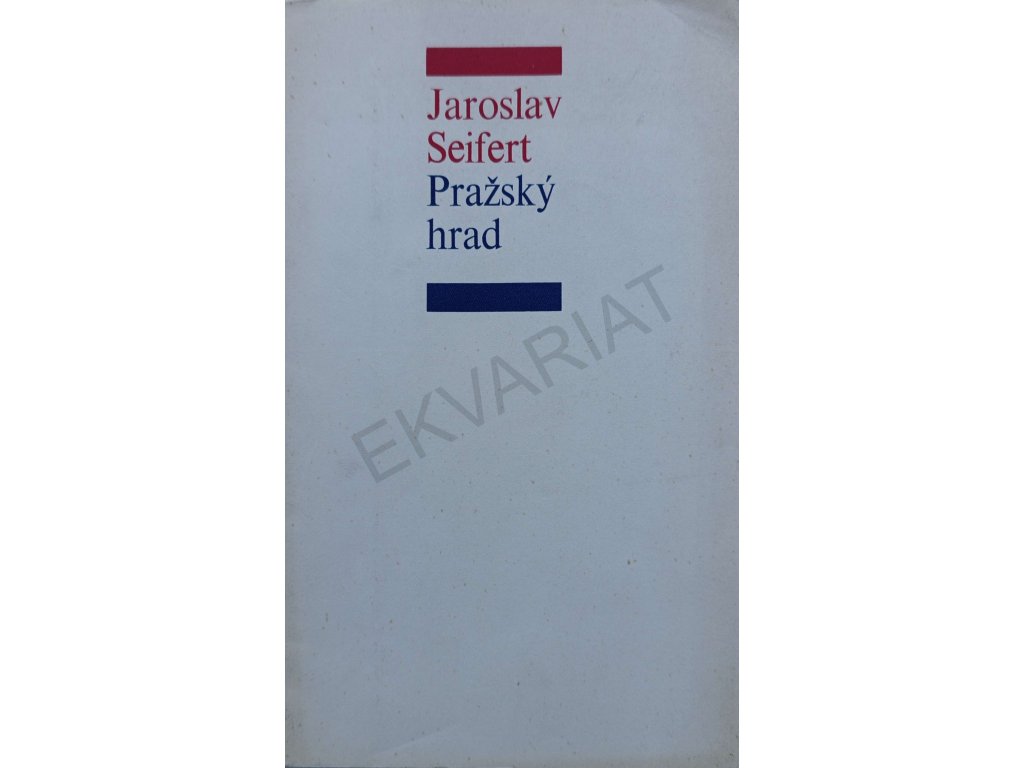 Jaroslav
Seifert
Pražský
hrad
EKVARIAT